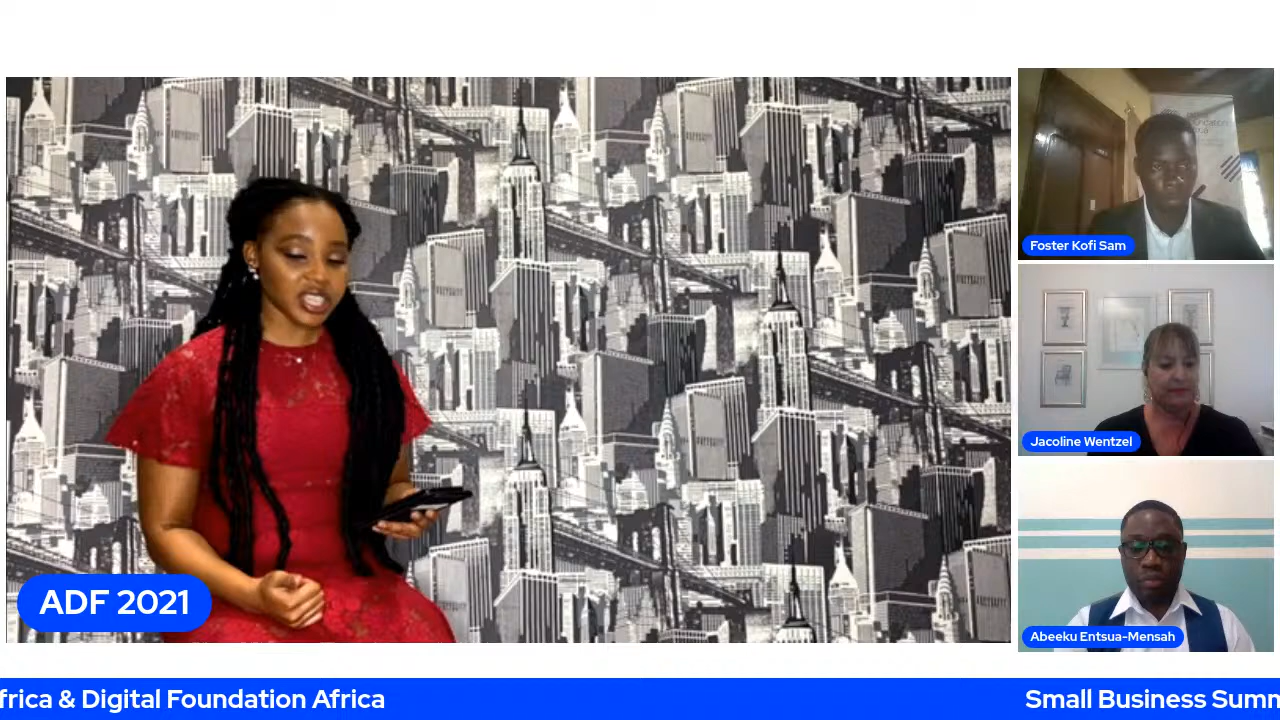 Foster Kofi Sam
Jacoline Wentzel
ADF 2021
Abeeku Entsua-Mensah
frica & Digital Foundation Africa
Small Business Summ